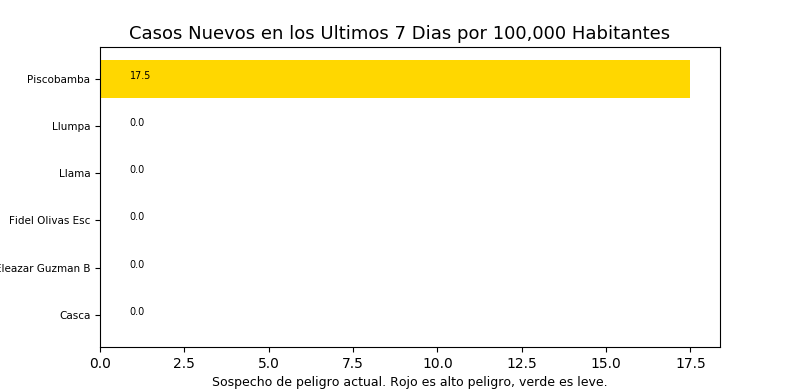 Casos Nuevos en los Ultimos 7 Dias por 100,000 Habitantes
Piscobamba 17.5
Llumpa 0.0
Llama 0.0
Fidel Olivas Esc 0.0
Eleazar Guzman B 0.0
Casca 0.0
0.0 2.5 5.0 7.5 10.0 12.5 15.0 17.5
Sospecho de peligro actual. Rojo es alto peligro, verde es leve.